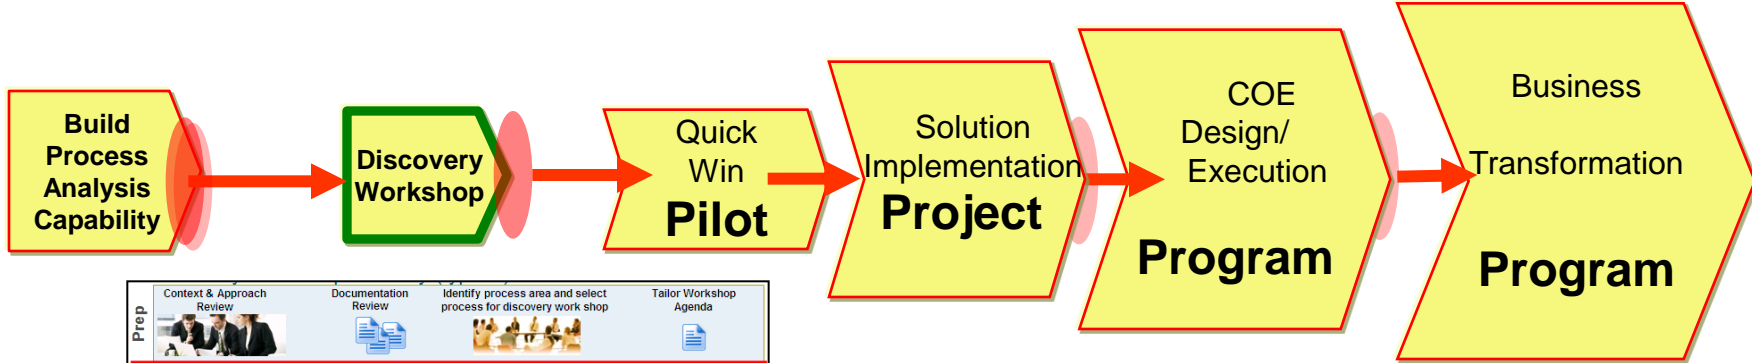 Build
Process
Analysis
Capability
Discovery
Workshop
Quick
Win
Pilot
Solution
Implementation
Project
COE
Design/
Execution
Program
Business
Transformation
Program
Prep
Context & Approach
Review
Documentation
Review
Identify process area and select
process for discovery work shop
Tailor Workshop
Agenda